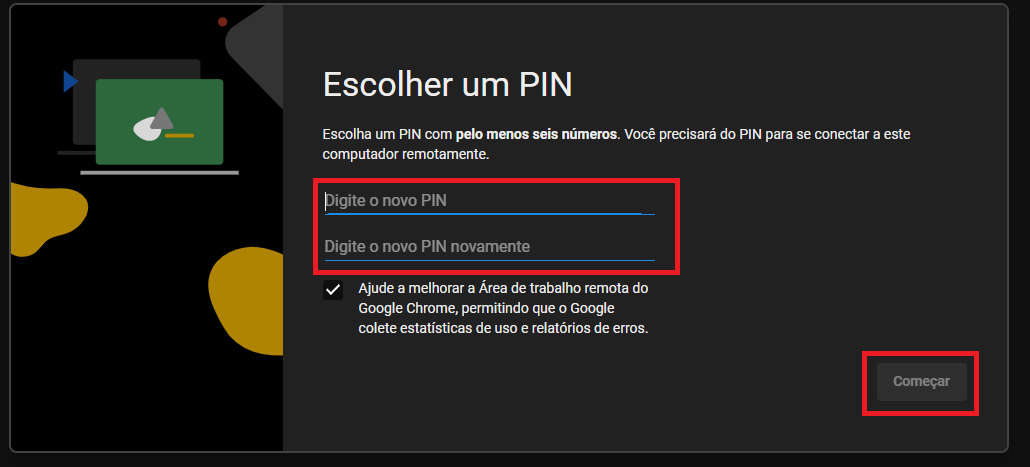 Escolher um PIN
Escolha um PIN com pelo menos seis números. Você precisará do PIN para se conectar a este
computador remotamente.
Digite o novo PIN
Digite o novo PIN novamente
Ajude a melhorar a Área de trabalho remota do
Google Chrome, permitindo que o Google
colete estatísticas de uso e relatórios de erros.
Começar